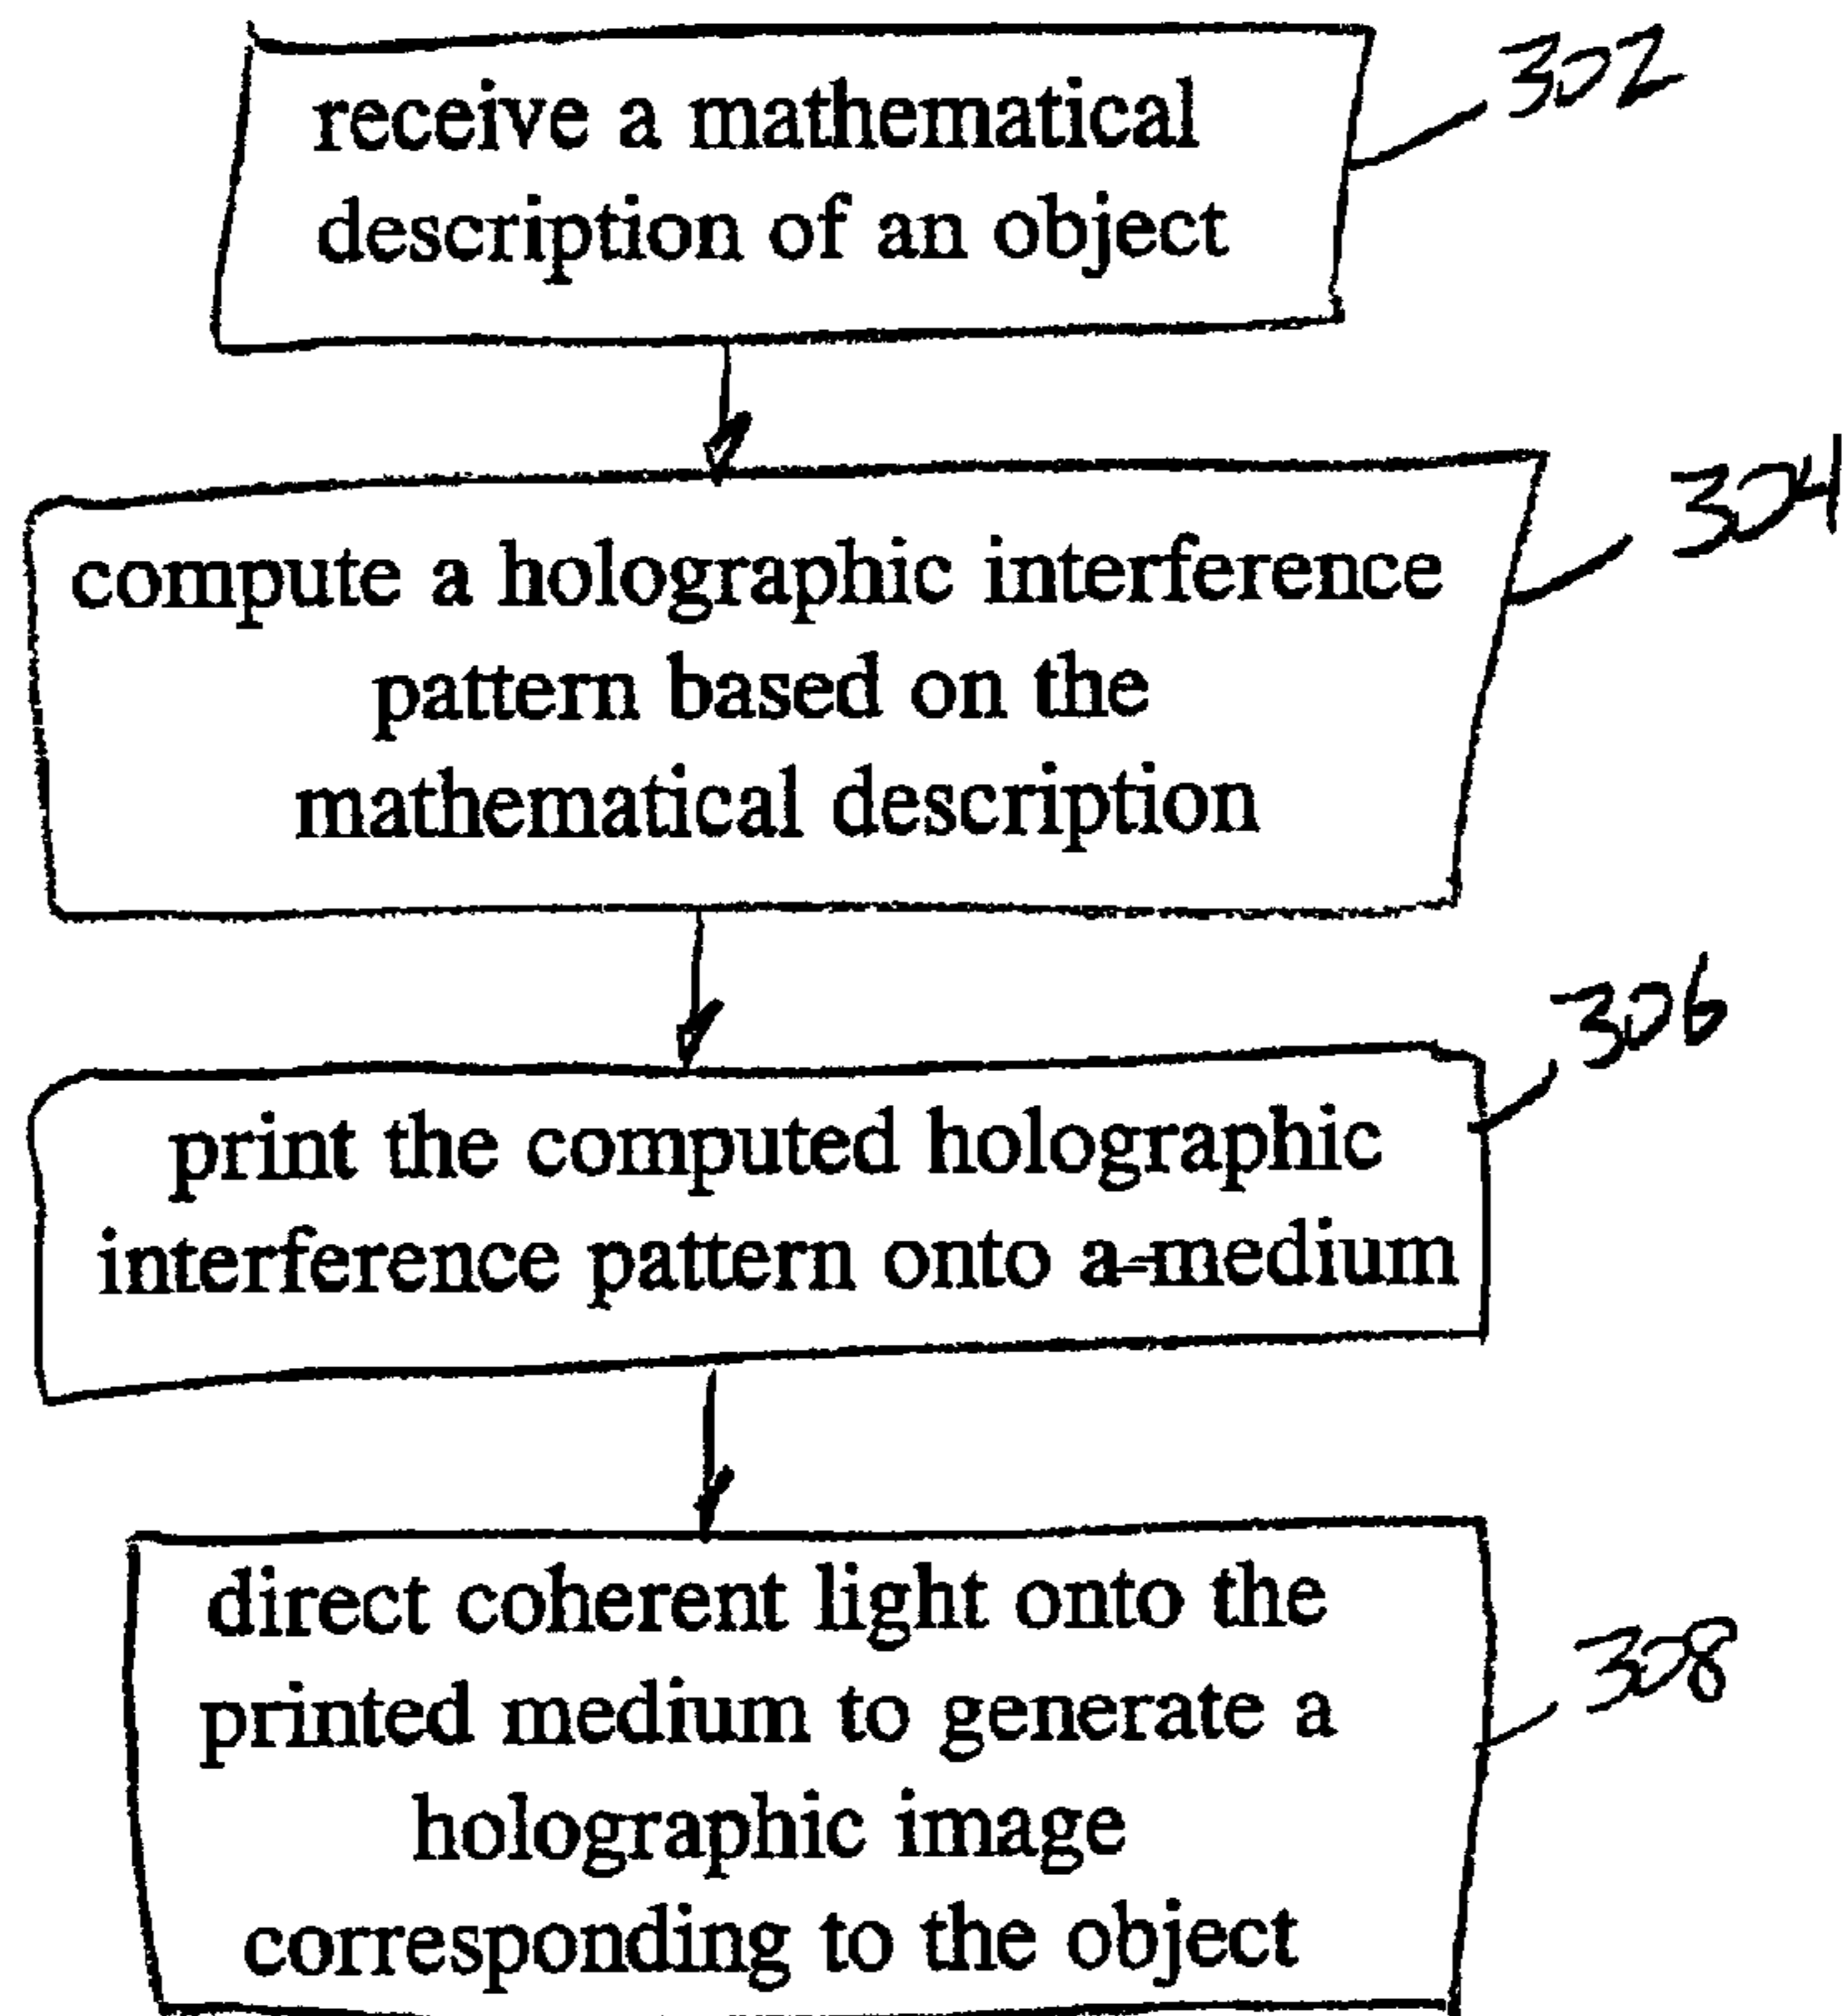 receive a mathematical
description of an object
302
compute a holographic interference
pattern based on the
mathematical description
304
print the computed holographic
interference pattern onto a-medium
306
direct coherent light onto the
printed medium to generate a
holographic image
corresponding to the object
308